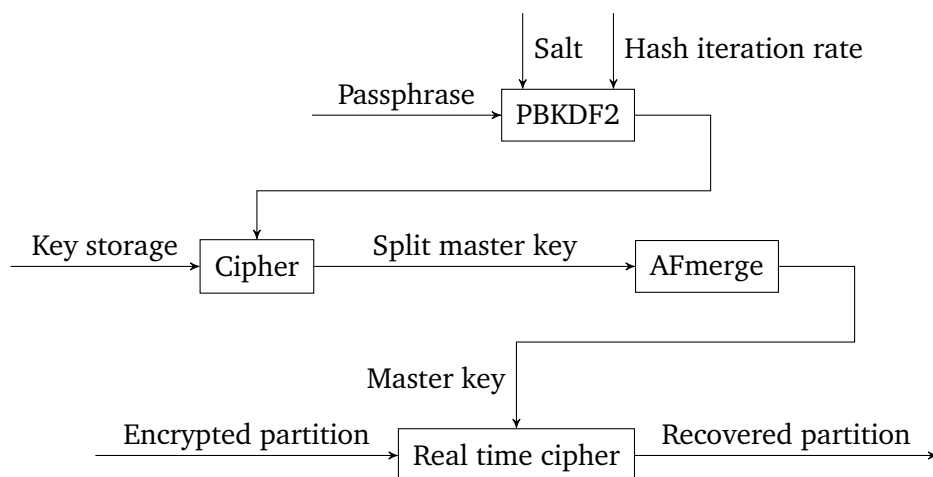 Salt
Hash iteration rate
Passphrase
PBKDF2
Key storage
Cipher
Split master key
AFmerge
Master key
Encrypted partition
Real time cipher
Recovered partition